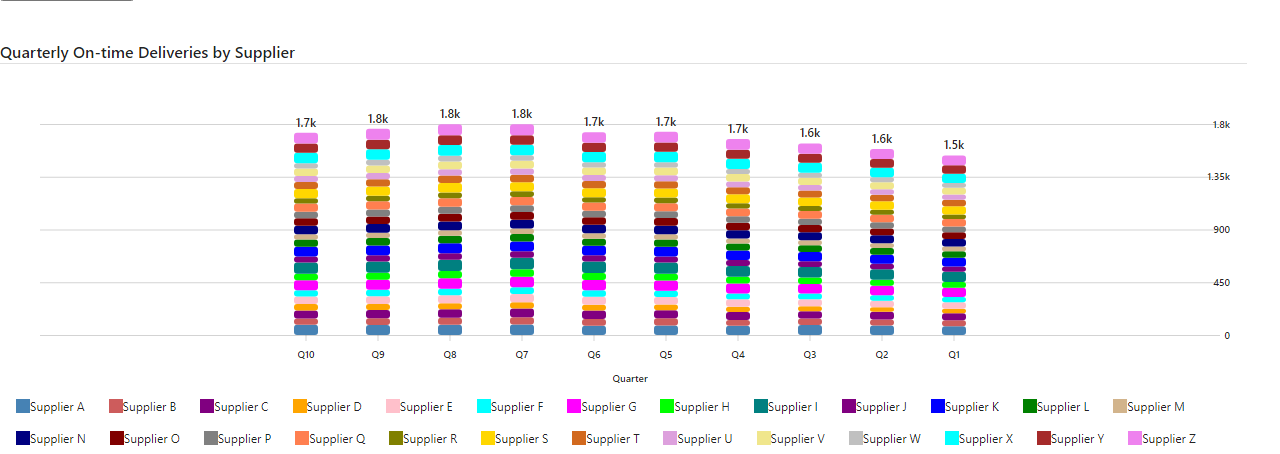 Quarterly On-time Deliveries by Supplier
1.7k 1.8k 1.8k 1.8k 1.7k 1.7k 1.7k 1.6k 1.6k 1.5k
1.8k
1.35k
900
450
0
Q10 Q9 Q8 Q7 Q6 Q5 Q4 Q3 Q2 Q1
Quarter
Supplier A Supplier B Supplier C Supplier D Supplier E Supplier F Supplier G Supplier H Supplier I Supplier J Supplier K Supplier L Supplier M
Supplier N Supplier O Supplier P Supplier Q Supplier R Supplier S Supplier T Supplier U Supplier V Supplier W Supplier X Supplier Y Supplier Z